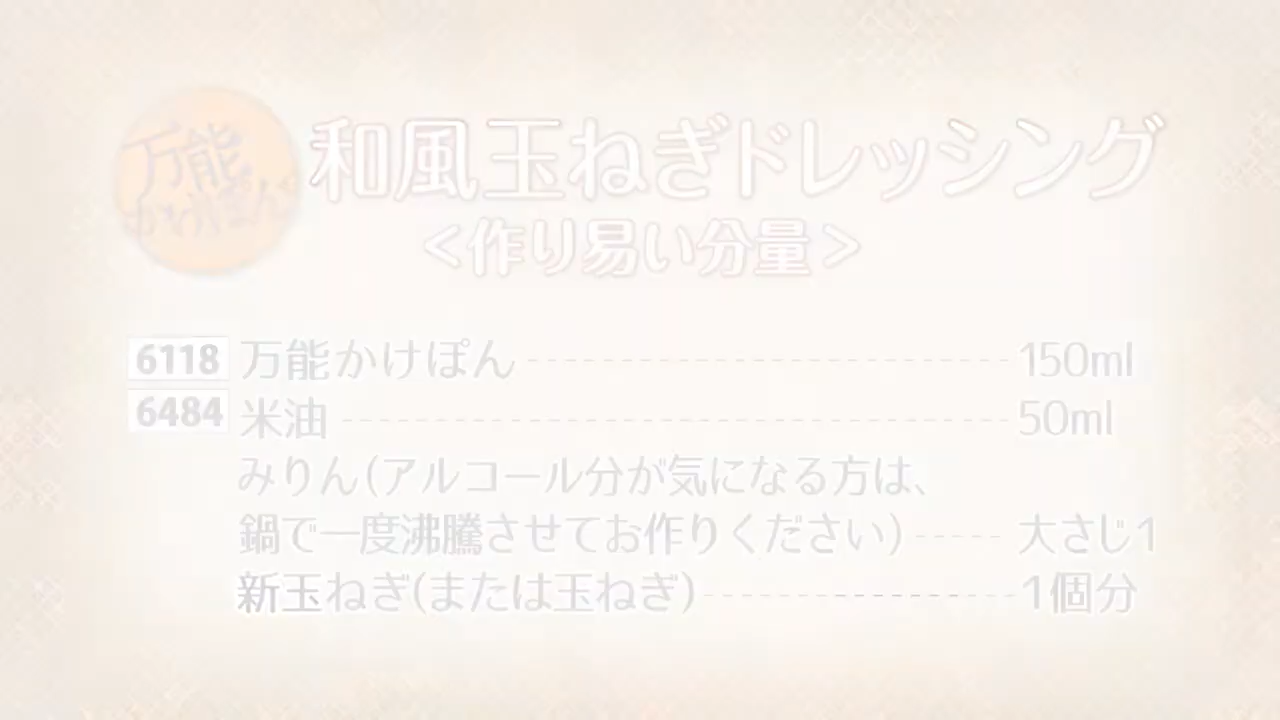 万能
かけぽん
和風玉ねぎドレッシング
<作り易い分量>
6118 万能かけぽん 150ml
6484 米油 50ml
みりん(アルコール分が気になる方は、
鍋で一度沸騰させてお作りください) 大さじ1
新玉ねぎ(または玉ねぎ) 1個分